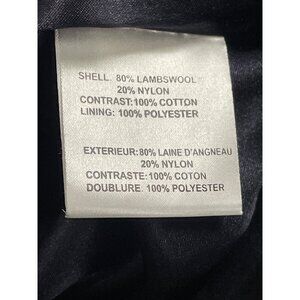 SHELL: 80% LAMBSWOOL
20% NYLON
CONTRAST:100% COTTON
LINING: 100% POLYESTER
EXTERIEUR:80% LAINE D'ANGNEAU
20% NYLON
CONTRASTE:100% COTON
DOUBLURE: 100% POLYESTER